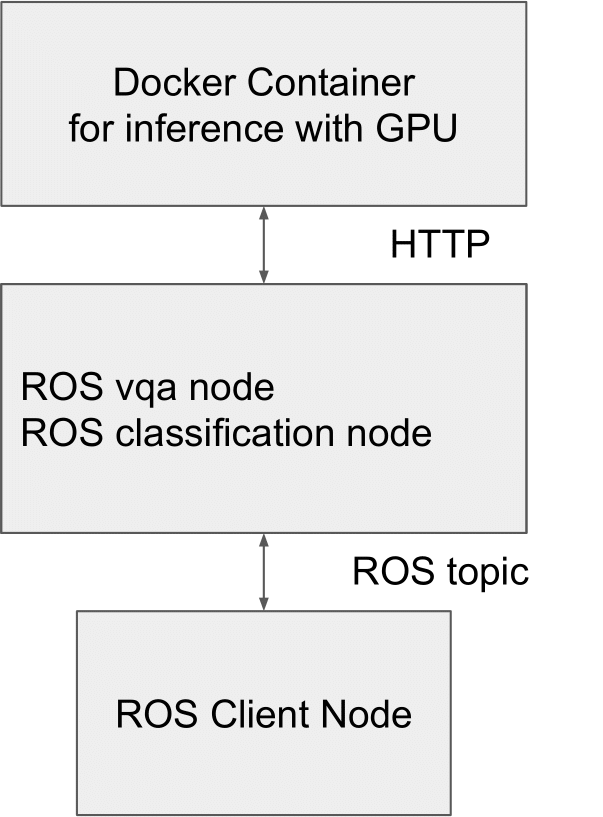 Docker Container
for inference with GPU
HTTP
ROS vqa node
ROS classification node
ROS topic
ROS Client Node